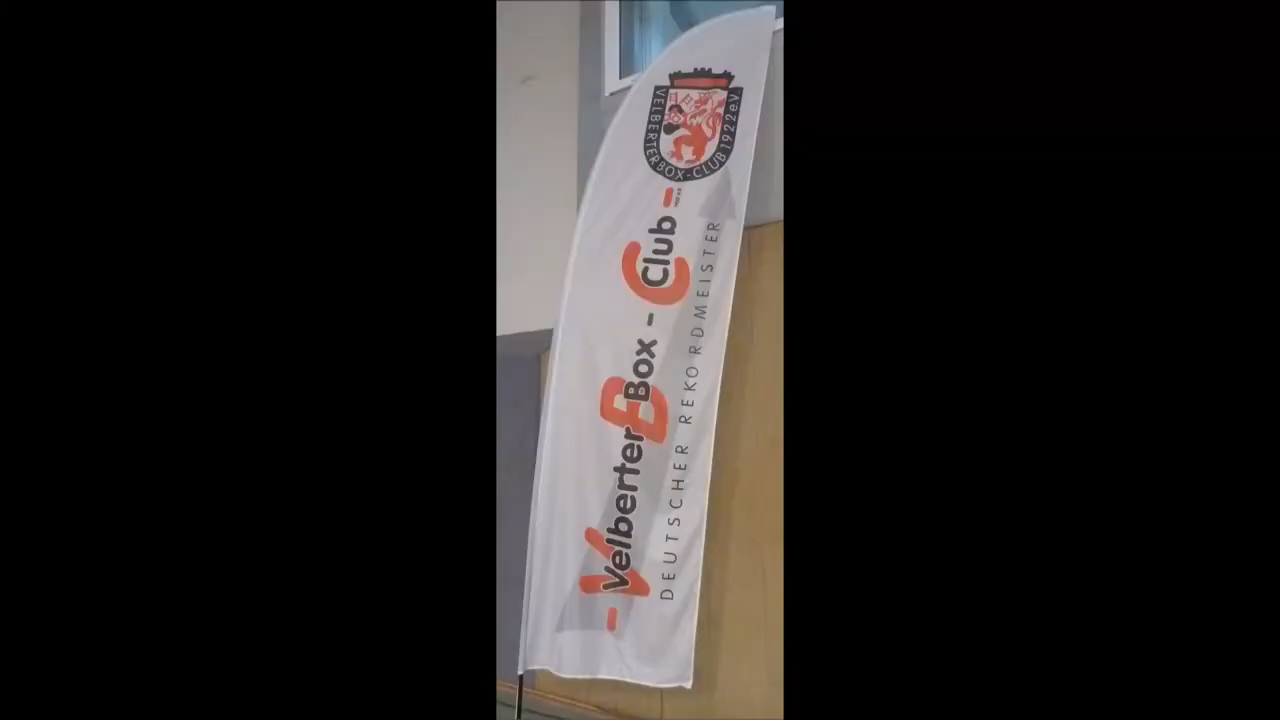 VELBERTER BOX-CLUB 1922 e.V.
- Velberter Box - Club -
DEUTSCHER REKORDMEISTER